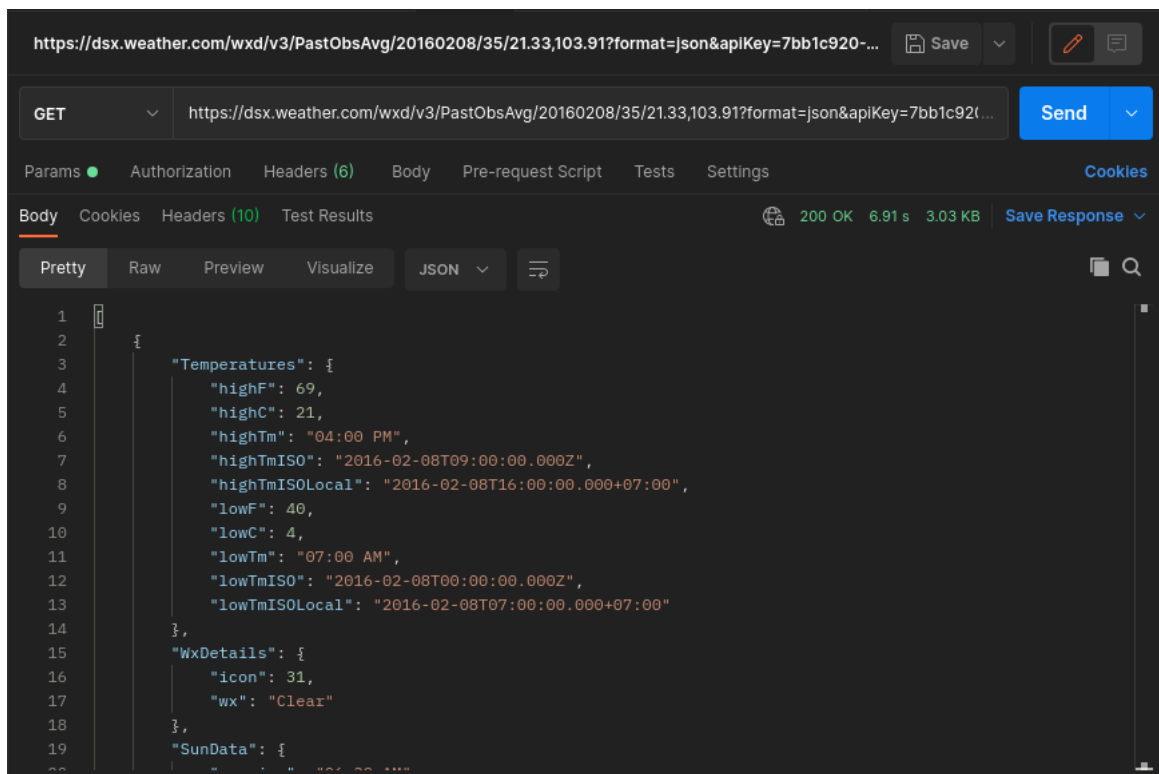 https://dsx.weather.com/wxd/v3/PastObsAvg/20160208/35/21.33,103.91?format=json&apiKey=7bb1c920-... Save
GET https://dsx.weather.com/wxd/v3/PastObsAvg/20160208/35/21.33,103.91?format=json&apiKey=7bb1c92(... Send
Params Authorization Headers (6) Body Pre-request Script Tests Settings Cookies
Body Cookies Headers (10) Test Results 200 OK 6.91 s 3.03 KB Save Response
Pretty Raw Preview Visualize JSON
1 [
2 {
3 "Temperatures": {
4 "highF": 69,
5 "highC": 21,
6 "highTm": "04:00 PM",
7 "highTmISO": "2016-02-08T09:00:00.000Z",
8 "highTmISOLocal": "2016-02-08T16:00:00.000+07:00",
9 "lowF": 40,
10 "lowC": 4,
11 "lowTm": "07:00 AM",
12 "lowTmISO": "2016-02-08T00:00:00.000Z",
13 "lowTmISOLocal": "2016-02-08T07:00:00.000+07:00"
14 },
15 "WxDetails": {
16 "icon": 31,
17 "wx": "Clear"
18 },
19 "SunData": {